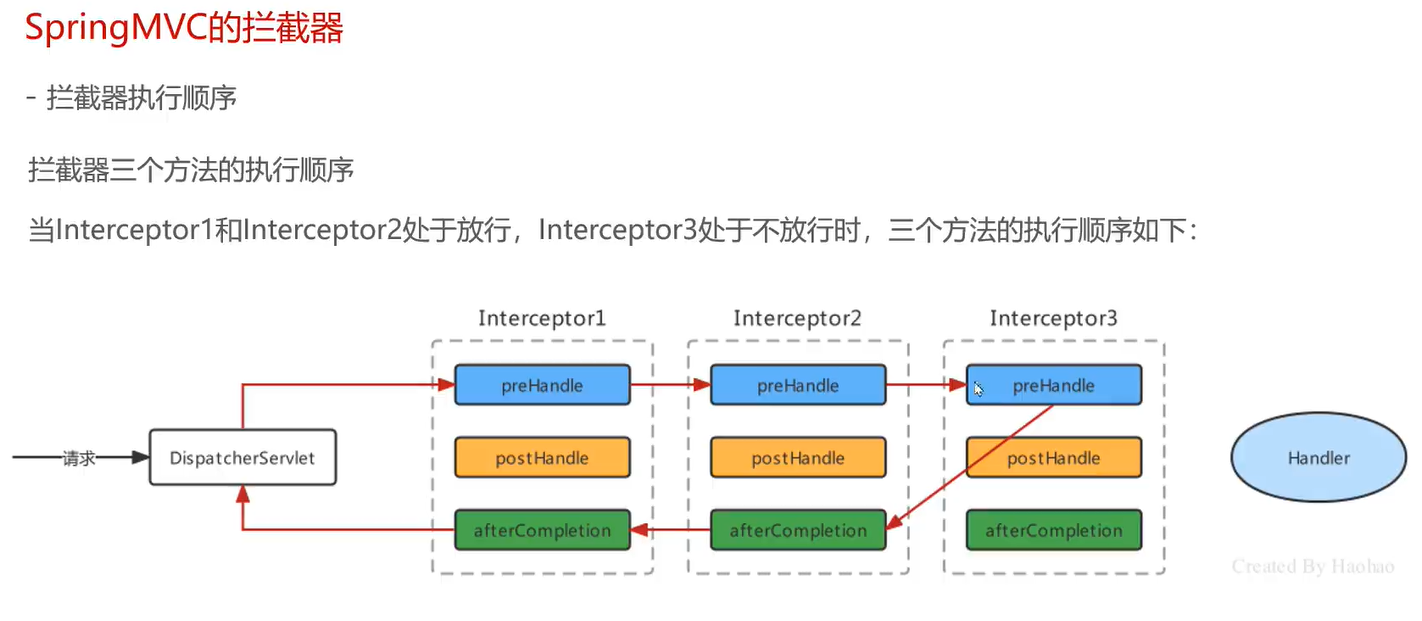 SpringMVC的拦截器
- 拦截器执行顺序
拦截器三个方法的执行顺序
当Interceptor1和Interceptor2处于放行，Interceptor3处于不放行时，三个方法的执行顺序如下：
Interceptor1 Interceptor2 Interceptor3
preHandle preHandle preHandle
请求 DispatcherServlet postHandle postHandle postHandle Handler
afterCompletion afterCompletion afterCompletion
Created By Haohao